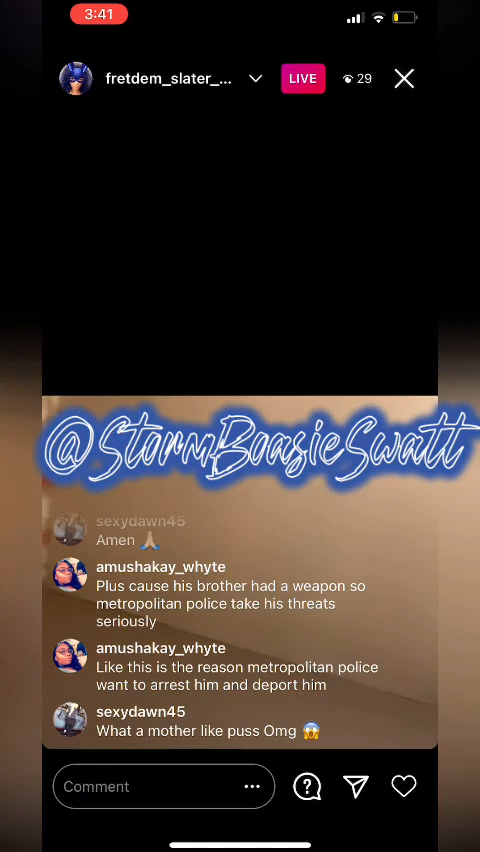 3:41
fretdem_slater_...
LIVE
29
@StormBoasieSwatt
sexydawn45
Amen 🙏🏽
amushakay_whyte
Plus cause his brother had a weapon so
metropolitan police take his threats
seriously
amushakay_whyte
Like this is the reason metropolitan police
want to arrest him and deport him
sexydawn45
What a mother like puss Omg 😱
Comment